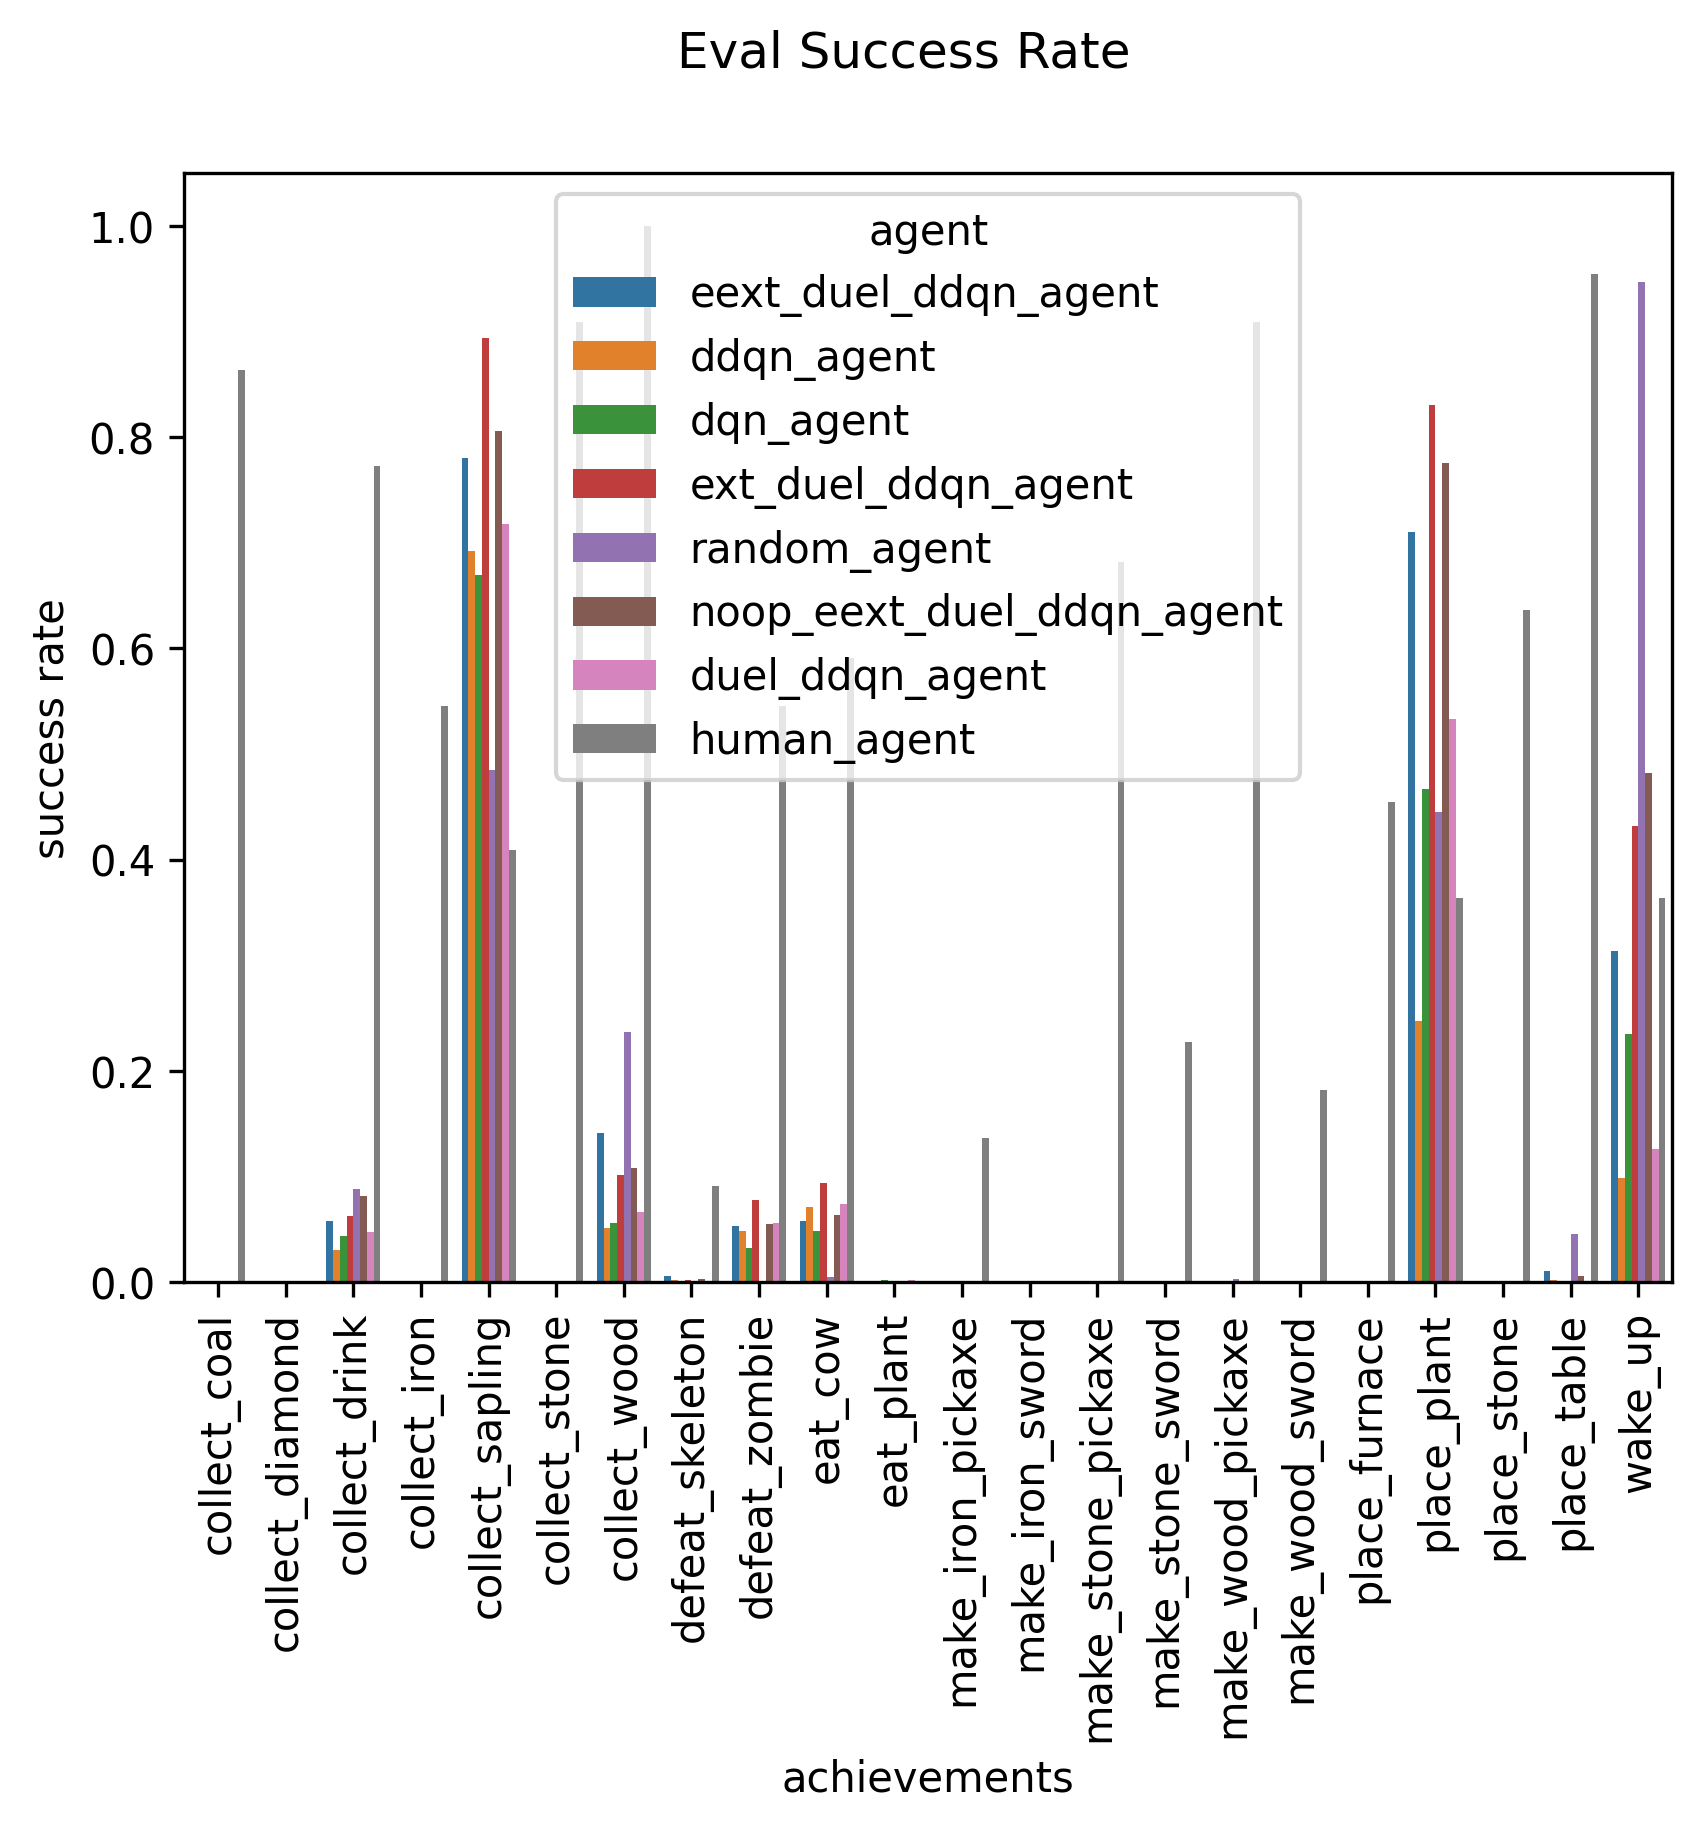 Eval Success Rate
agent
eext_duel_ddqn_agent
ddqn_agent
dqn_agent
ext_duel_ddqn_agent
random_agent
noop_eext_duel_ddqn_agent
duel_ddqn_agent
human_agent
success rate
1.0
0.8
0.6
0.4
0.2
0.0
collect_coal
collect_diamond
collect_drink
collect_iron
collect_sapling
collect_stone
collect_wood
defeat_skeleton
defeat_zombie
eat_cow
eat_plant
make_iron_pickaxe
make_iron_sword
make_stone_pickaxe
make_stone_sword
make_wood_pickaxe
make_wood_sword
place_furnace
place_plant
place_stone
place_table
wake_up
achievements